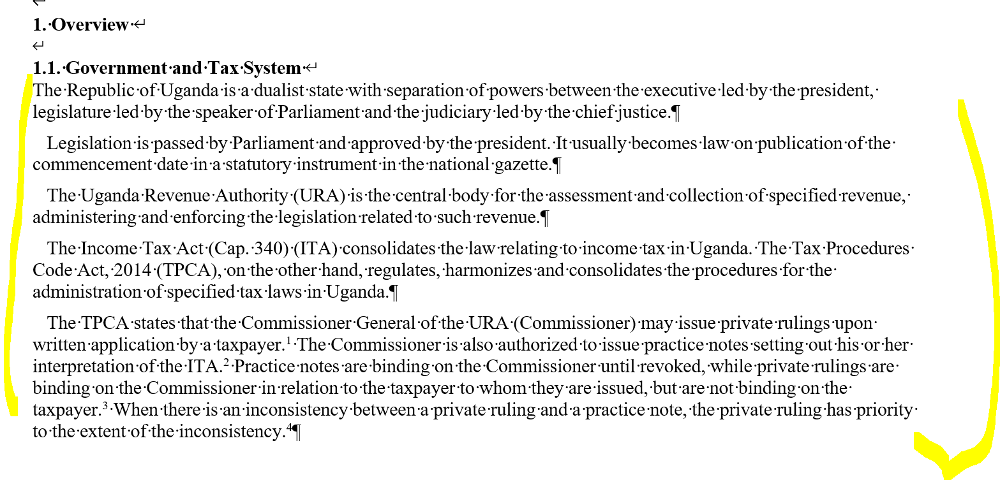 1. Overview
1.1. Government and Tax System
The Republic of Uganda is a dualist state with separation of powers between the executive led by the president,
legislature led by the speaker of Parliament and the judiciary led by the chief justice.¶
Legislation is passed by Parliament and approved by the president. It usually becomes law on publication of the
commencement date in a statutory instrument in the national gazette.¶
The Uganda Revenue Authority (URA) is the central body for the assessment and collection of specified revenue,
administering and enforcing the legislation related to such revenue.¶
The Income Tax Act (Cap. 340) (ITA) consolidates the law relating to income tax in Uganda. The Tax Procedures
Code Act, 2014 (TPCA), on the other hand, regulates, harmonizes and consolidates the procedures for the
administration of specified tax laws in Uganda.¶
The TPCA states that the Commissioner General of the URA (Commissioner) may issue private rulings upon
written application by a taxpayer.¹ The Commissioner is also authorized to issue practice notes setting out his or her
interpretation of the ITA.² Practice notes are binding on the Commissioner until revoked, while private rulings are
binding on the Commissioner in relation to the taxpayer to whom they are issued, but are not binding on the
taxpayer.³ When there is an inconsistency between a private ruling and a practice note, the private ruling has priority
to the extent of the inconsistency.⁴¶